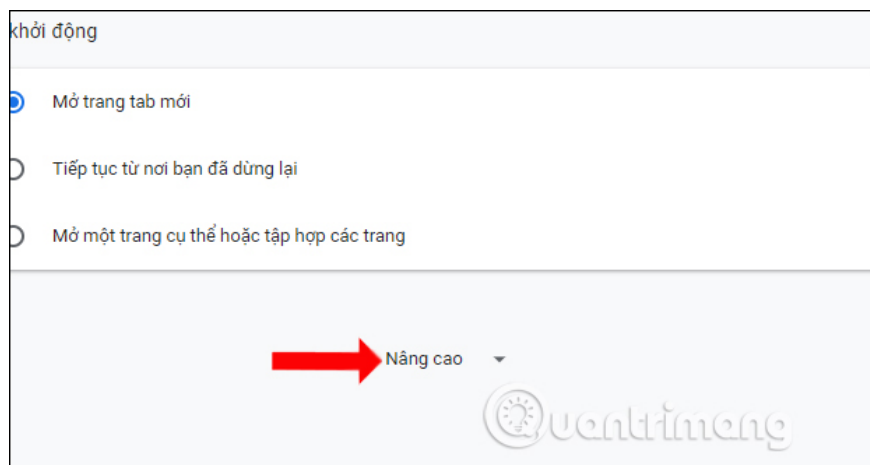 khởi động
Mở trang tab mới
Tiếp tục từ nơi bạn đã dừng lại
Mở một trang cụ thể hoặc tập hợp các trang
Nâng cao
Quantrimang